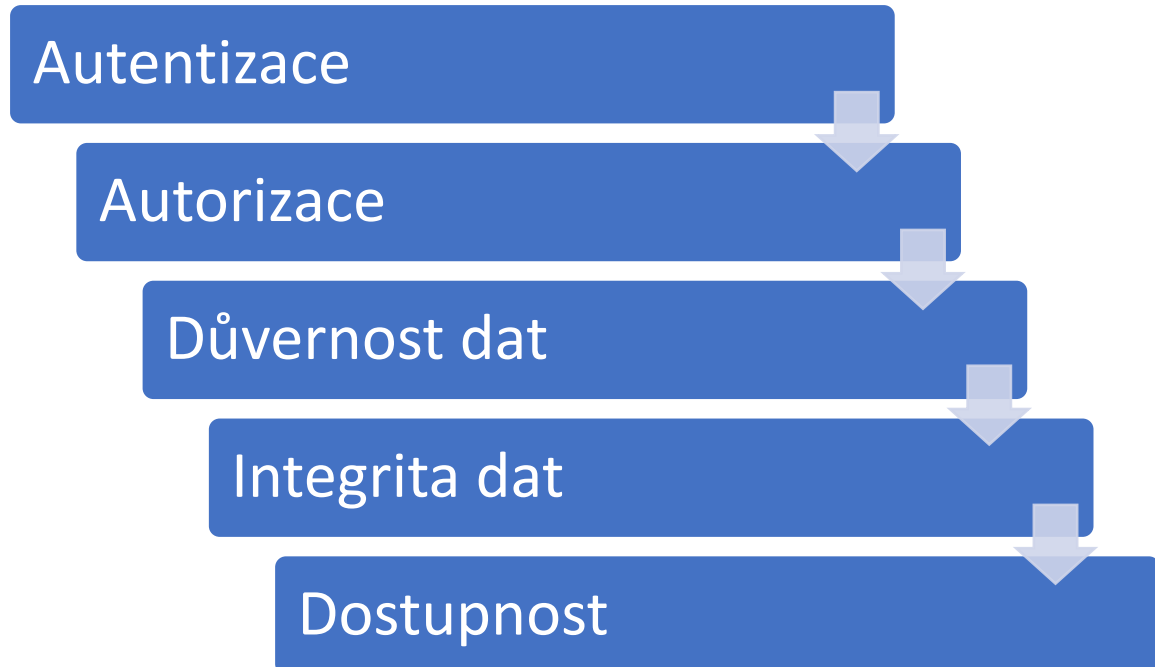 Autentizace
Autorizace
Důvernost dat
Integrita dat
Dostupnost